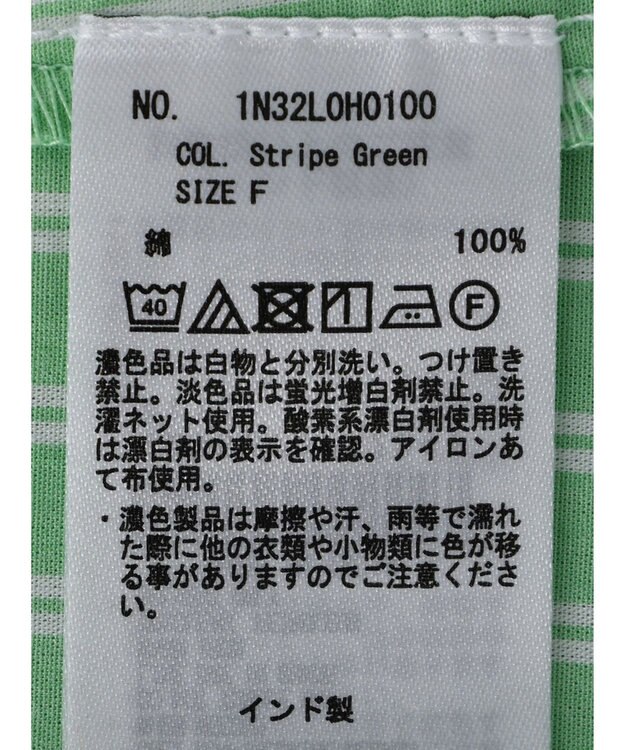 NO. 1N32L0H0100
COL. Stripe Green
SIZE F
綿 100%
40 F
濃色品は白物と分別洗い。つけ置き
禁止。淡色品は蛍光増白剤禁止。洗
濯ネット使用。酸素系漂白剤使用時
は漂白剤の表示を確認。アイロンあ
て布使用。
・濃色製品は摩擦や汗、雨等で濡れ
た際に他の衣類や小物類に色が移
る事がありますのでご注意くださ
い。
インド製